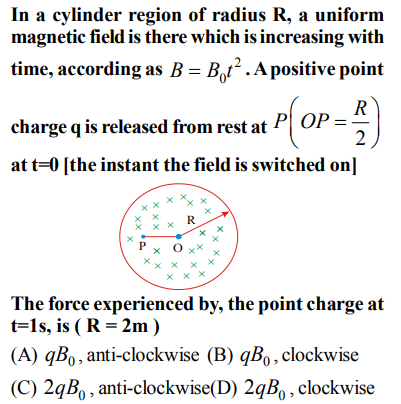 In a cylinder region of radius R, a uniform
magnetic field is there which is increasing with
time, according as B = B₀t². A positive point
charge q is released from rest at P(OP = R/2)
at t=0 [the instant the field is switched on]
R
P O
The force experienced by, the point charge at
t=1s, is ( R = 2m )
(A) qB₀, anti-clockwise (B) qB₀, clockwise
(C) 2qB₀, anti-clockwise(D) 2qB₀, clockwise